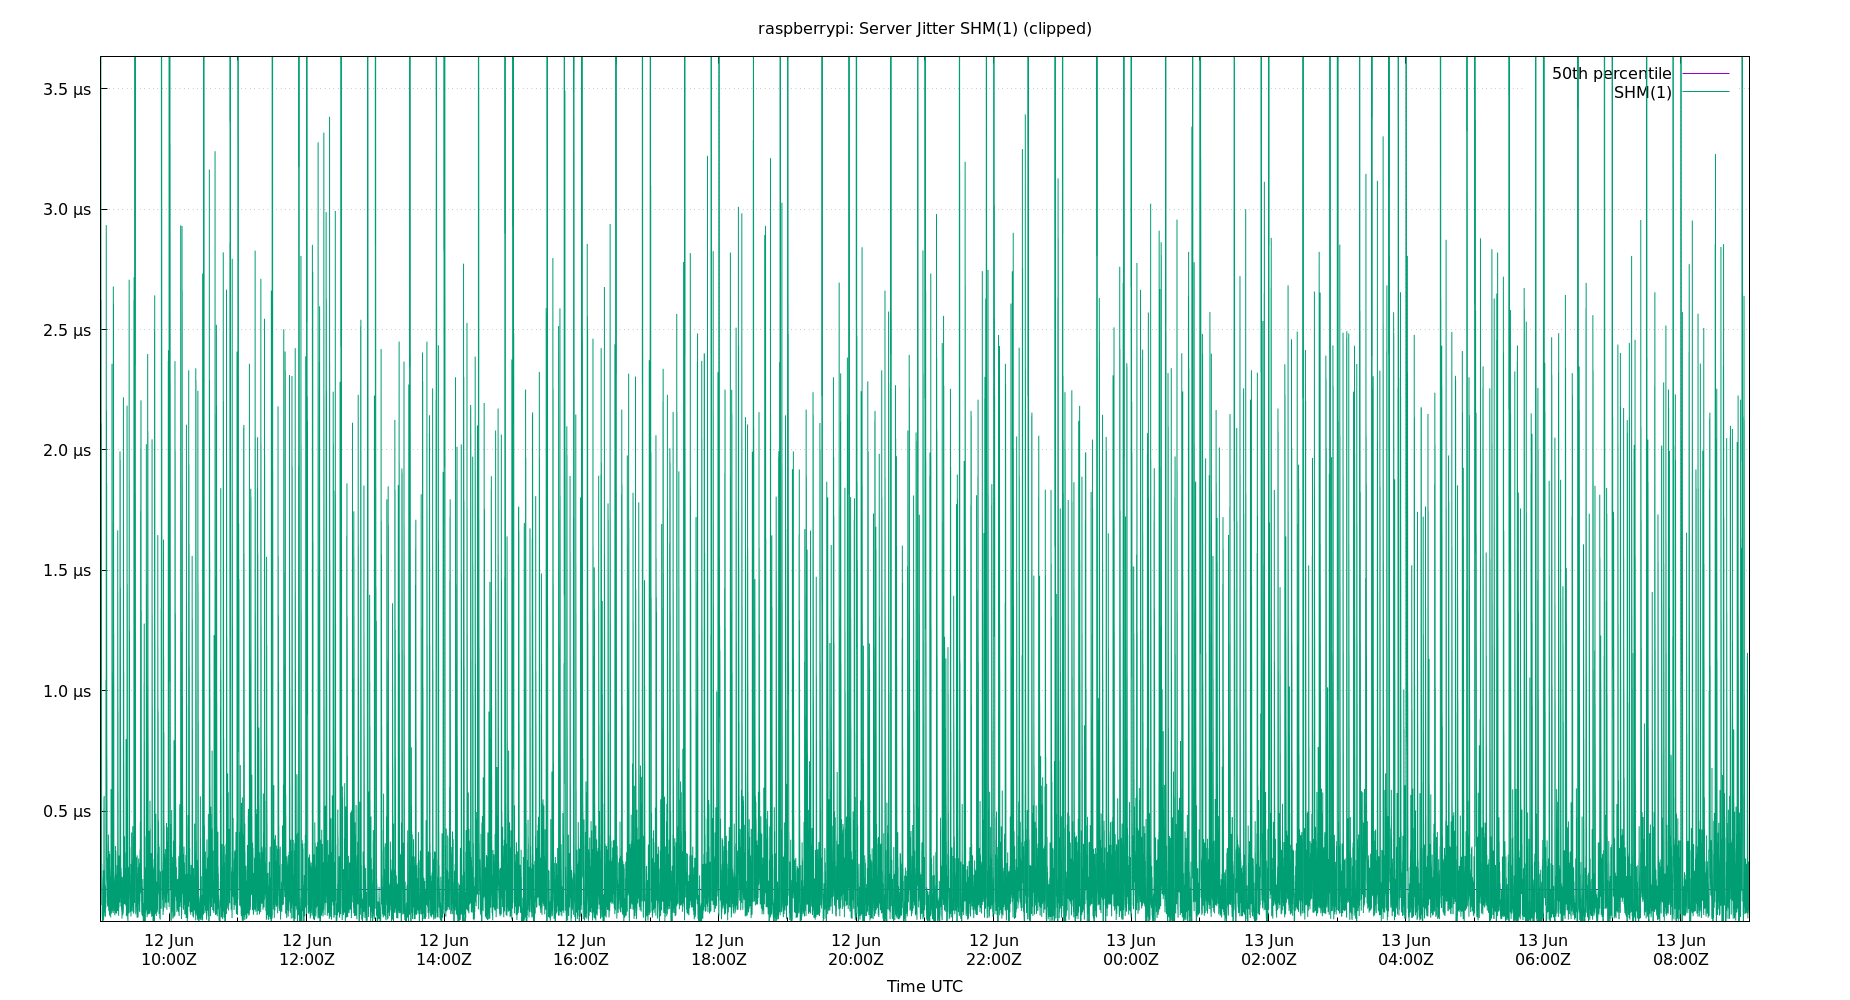 raspberrypi: Server Jitter SHM(1) (clipped)
50th percentile
SHM(1)
3.5 µs
3.0 µs
2.5 µs
2.0 µs
1.5 µs
1.0 µs
0.5 µs
12 Jun 12 Jun 12 Jun 12 Jun 12 Jun 12 Jun 12 Jun 13 Jun 13 Jun 13 Jun 13 Jun 13 Jun
10:00Z 12:00Z 14:00Z 16:00Z 18:00Z 20:00Z 22:00Z 00:00Z 02:00Z 04:00Z 06:00Z 08:00Z
Time UTC